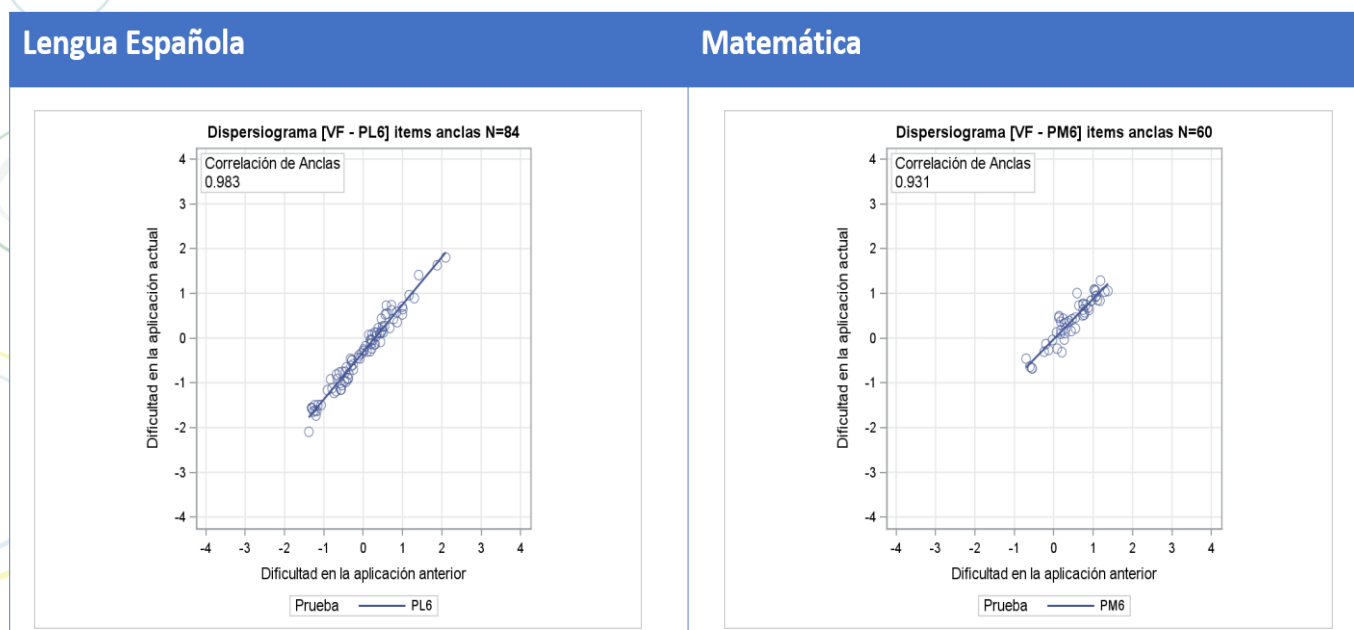 Lengua Española
Matemática
Dispersiograma [VF - PL6] items anclas N=84
Correlación de Anclas
0.983
4
3
2
1
0
-1
-2
-3
-4
Dificultad en la aplicación actual
-4 -3 -2 -1 0 1 2 3 4
Dificultad en la aplicación anterior
Prueba PL6
Dispersiograma [VF - PM6] items anclas N=60
Correlación de Anclas
0.931
4
3
2
1
0
-1
-2
-3
-4
Dificultad en la aplicación actual
-4 -3 -2 -1 0 1 2 3 4
Dificultad en la aplicación anterior
Prueba PM6